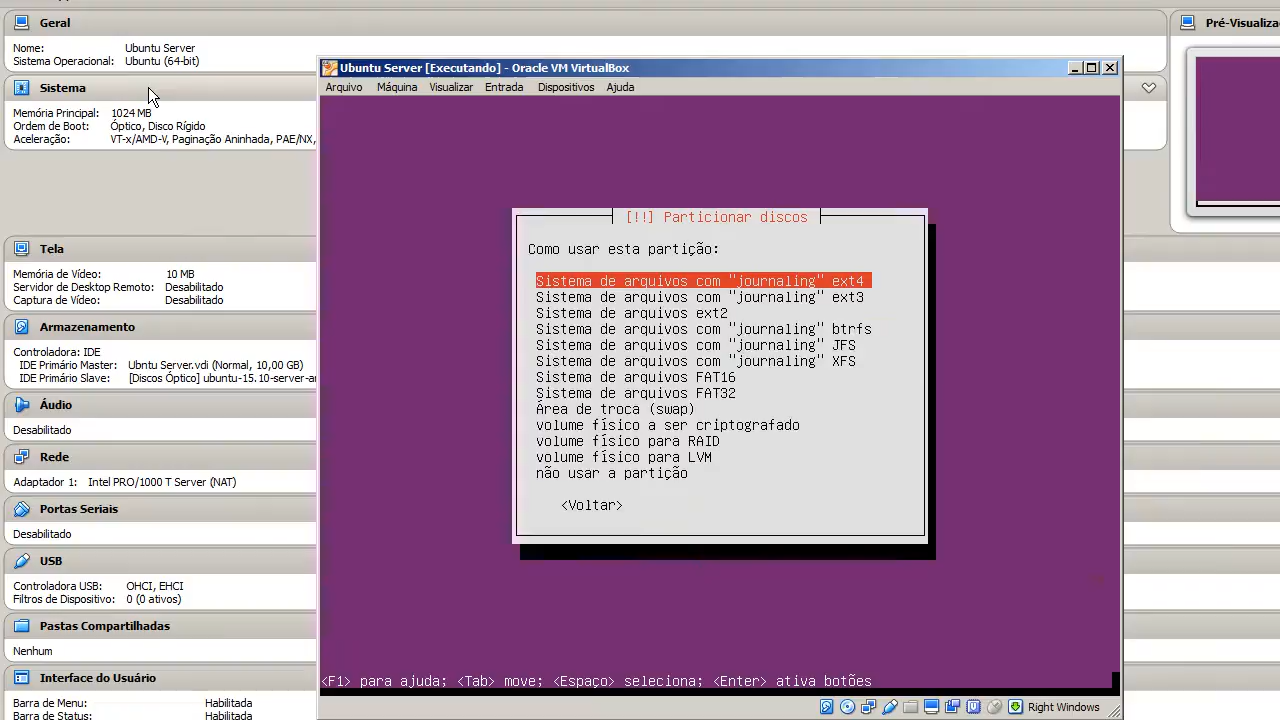 Geral
Nome: Ubuntu Server
Sistema Operacional: Ubuntu (64-bit)
Sistema
Memória Principal: 1024 MB
Ordem de Boot: Óptico, Disco Rígido
Aceleração: VT-x/AMD-V, Paginação Aninhada, PAE/NX,
Tela
Memória de Vídeo: 10 MB
Servidor de Desktop Remoto: Desabilitado
Captura de Vídeo: Desabilitado
Armazenamento
Controladora: IDE
IDE Primário Master: Ubntu Server.vdi (Normal, 10,00 GB)
IDE Primário Slave: [Discos Óptico] ubuntu-15.10-server-
Áudio
Desabilitado
Rede
Adaptador 1: Intel PRO/1000 T Server (NAT)
Portas Seriais
Desabilitado
USB
Controladora USB: OHCI, EHCI
Filtros de Dispositivo: 0 (0 ativos)
Pastas Compartilhadas
Nenhum
Interface do Usuário
Barra de Menu: Habilitada
Barra de Status: Habilitada
Pré-Visualiza
Ubuntu Server [Executando] - Oracle VM VirtualBox
Arquivo Máquina Visualizar Entrada Dispositivos Ajuda
[!!] Particionar discos
Como usar esta partição:
Sistema de arquivos com "journaling" ext4
Sistema de arquivos com "journaling" ext3
Sistema de arquivos ext2
Sistema de arquivos com "journaling" btrfs
Sistema de arquivos com "journaling" JFS
Sistema de arquivos com "journaling" XFS
Sistema de arquivos FAT16
Sistema de arquivos FAT32
Área de troca (swap)
volume físico a ser criptografado
volume físico para RAID
volume físico para LVM
não usar a partição
<Voltar>
<F1> para ajuda; <Tab> move; <Espaço> seleciona; <Enter> ativa botões
Right Windows